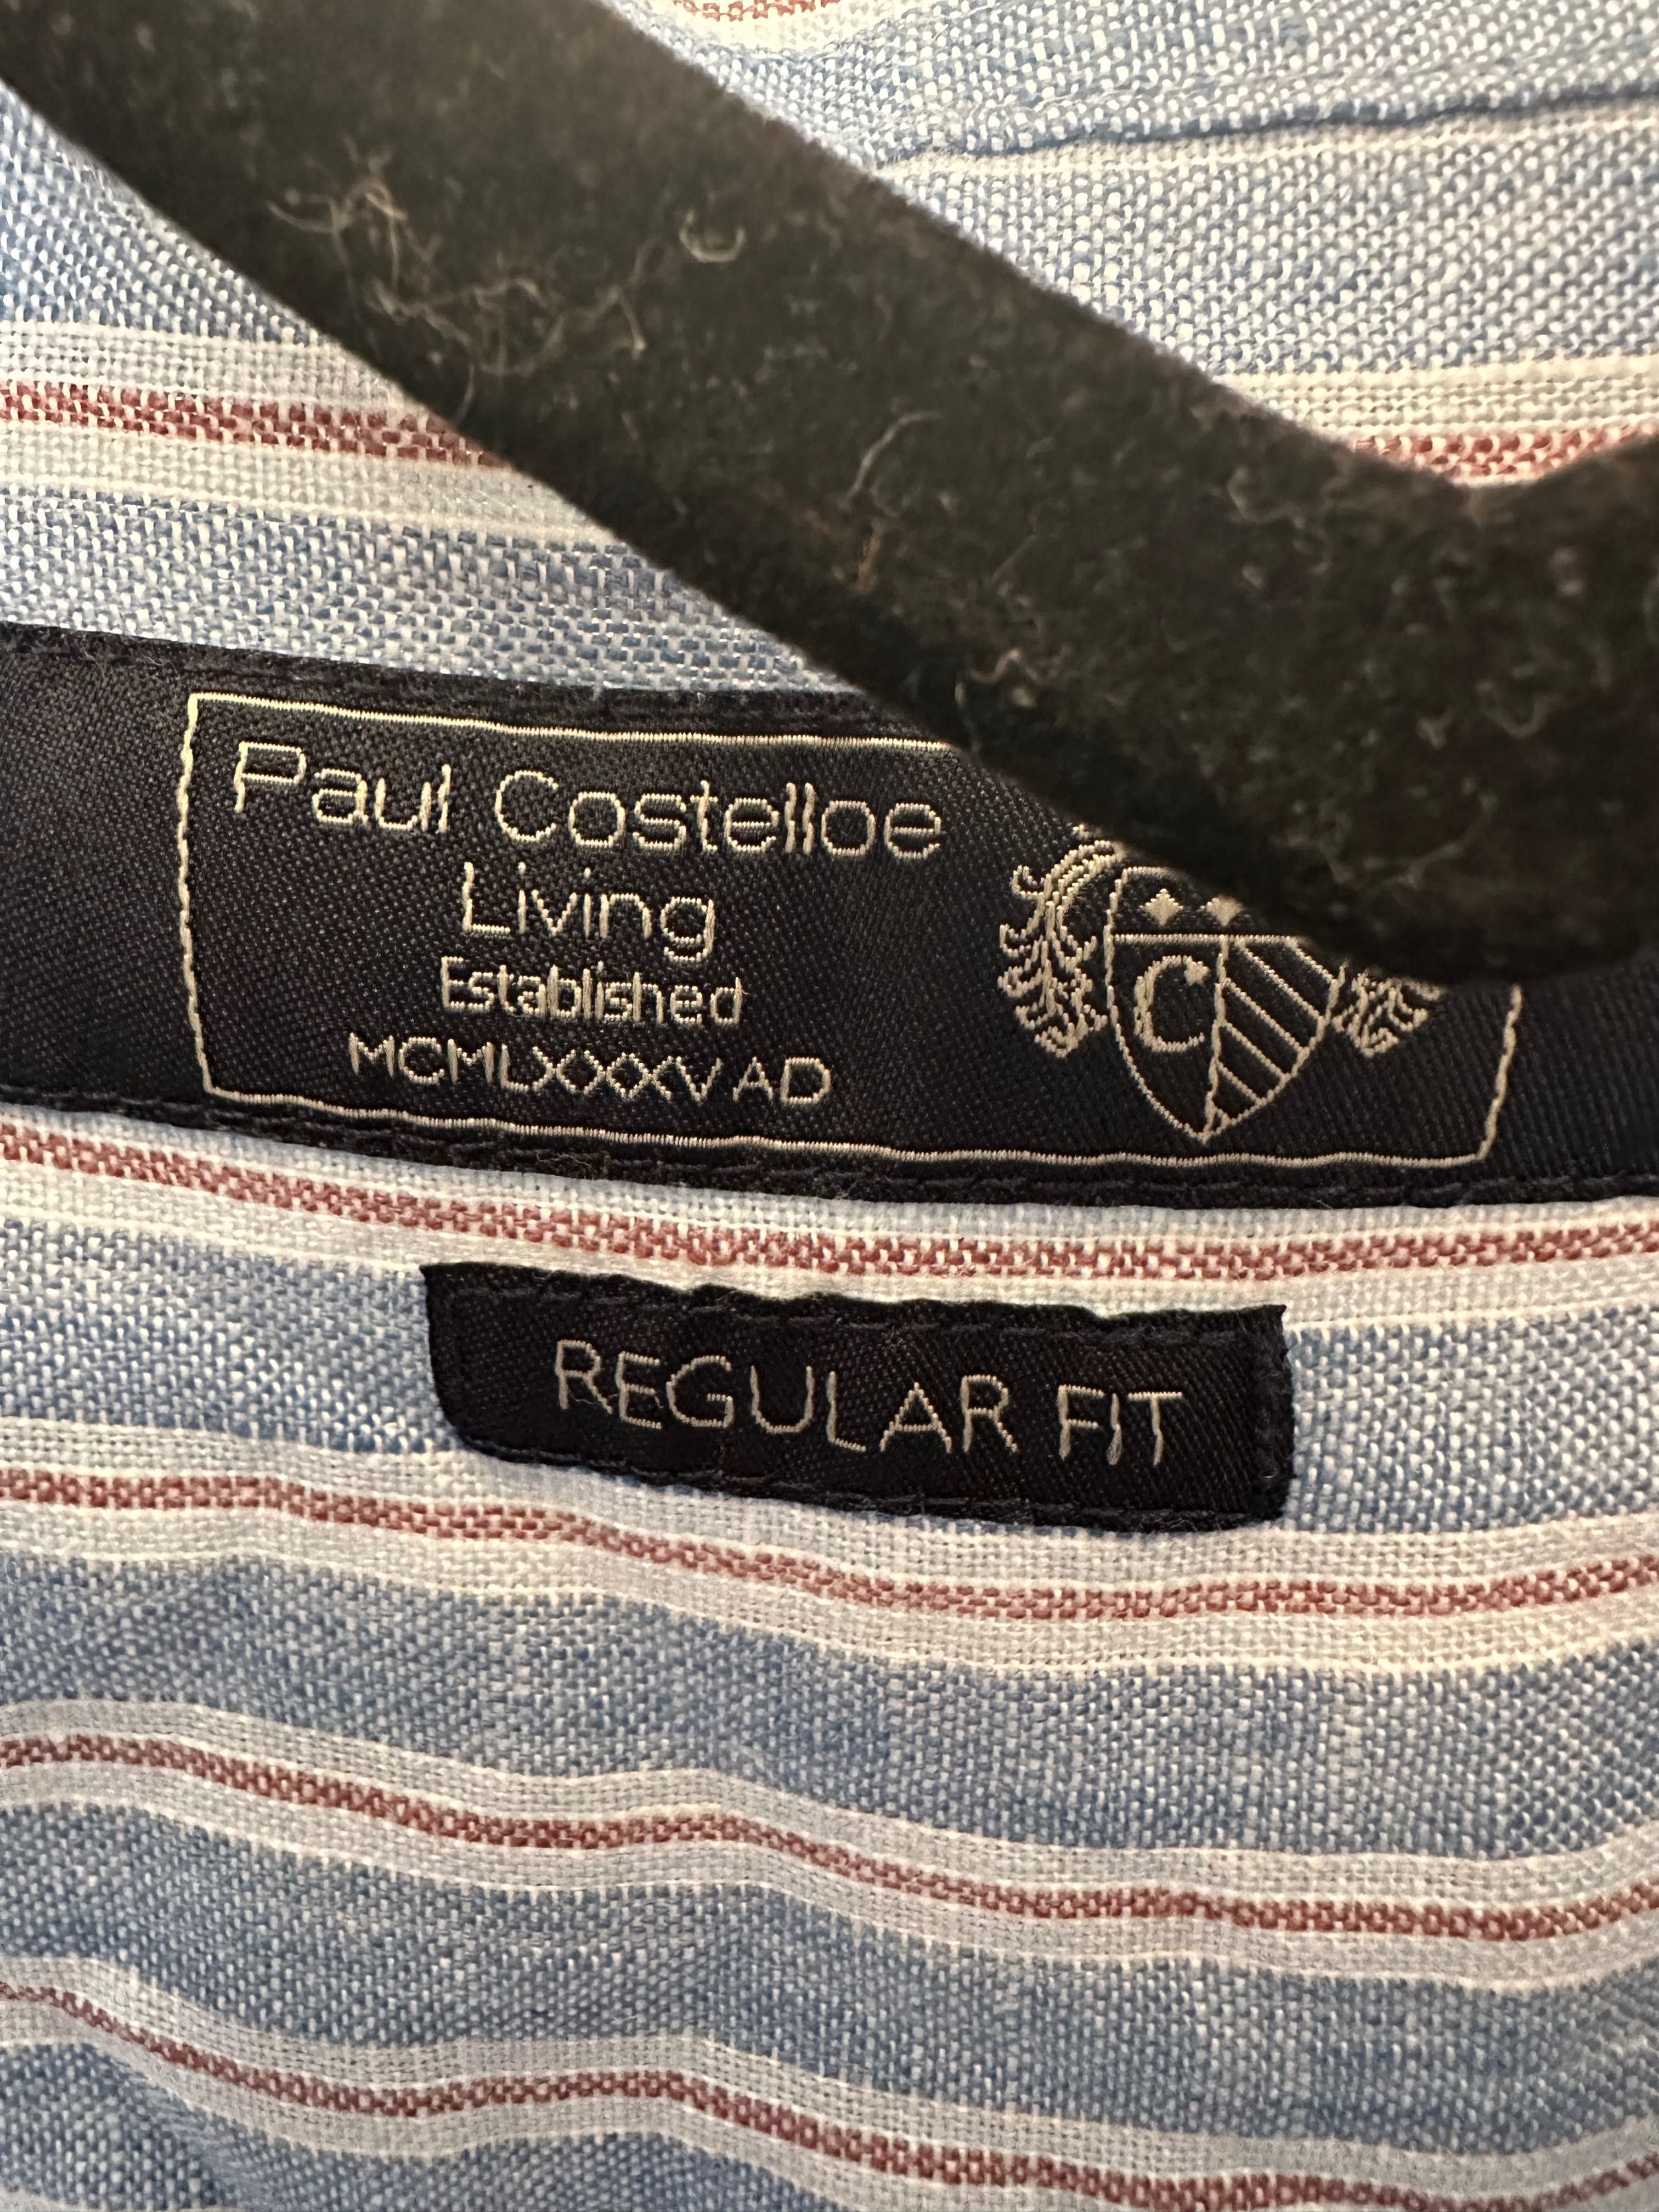 Paul Costelloe
Living
Established
MCMLXXXV AD
C
REGULAR FIT